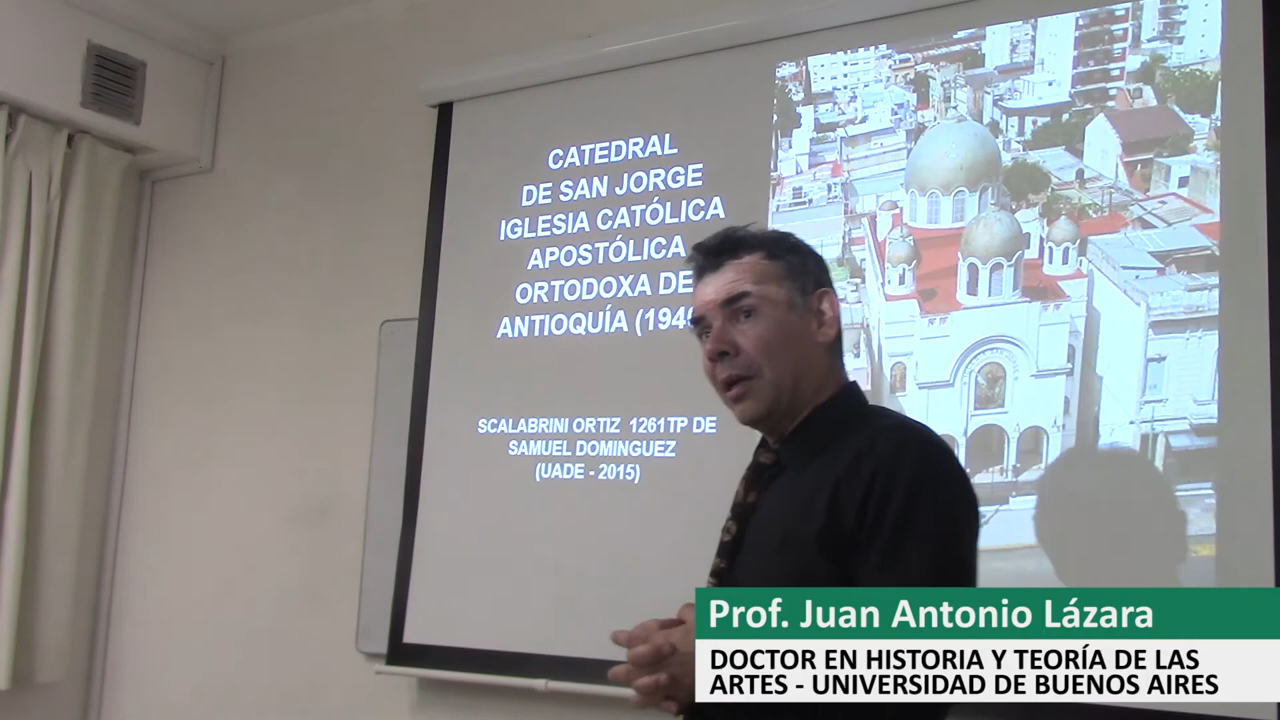 CATEDRAL
DE SAN JORGE
IGLESIA CATÓLICA
APOSTÓLICA
ORTODOXA DE
ANTIOQUÍA (1949
SCALABRINI ORTIZ 1261TP DE
SAMUEL DOMINGUEZ
(UADE - 2015)
Prof. Juan Antonio Lázara
DOCTOR EN HISTORIA Y TEORÍA DE LAS
ARTES - UNIVERSIDAD DE BUENOS AIRES